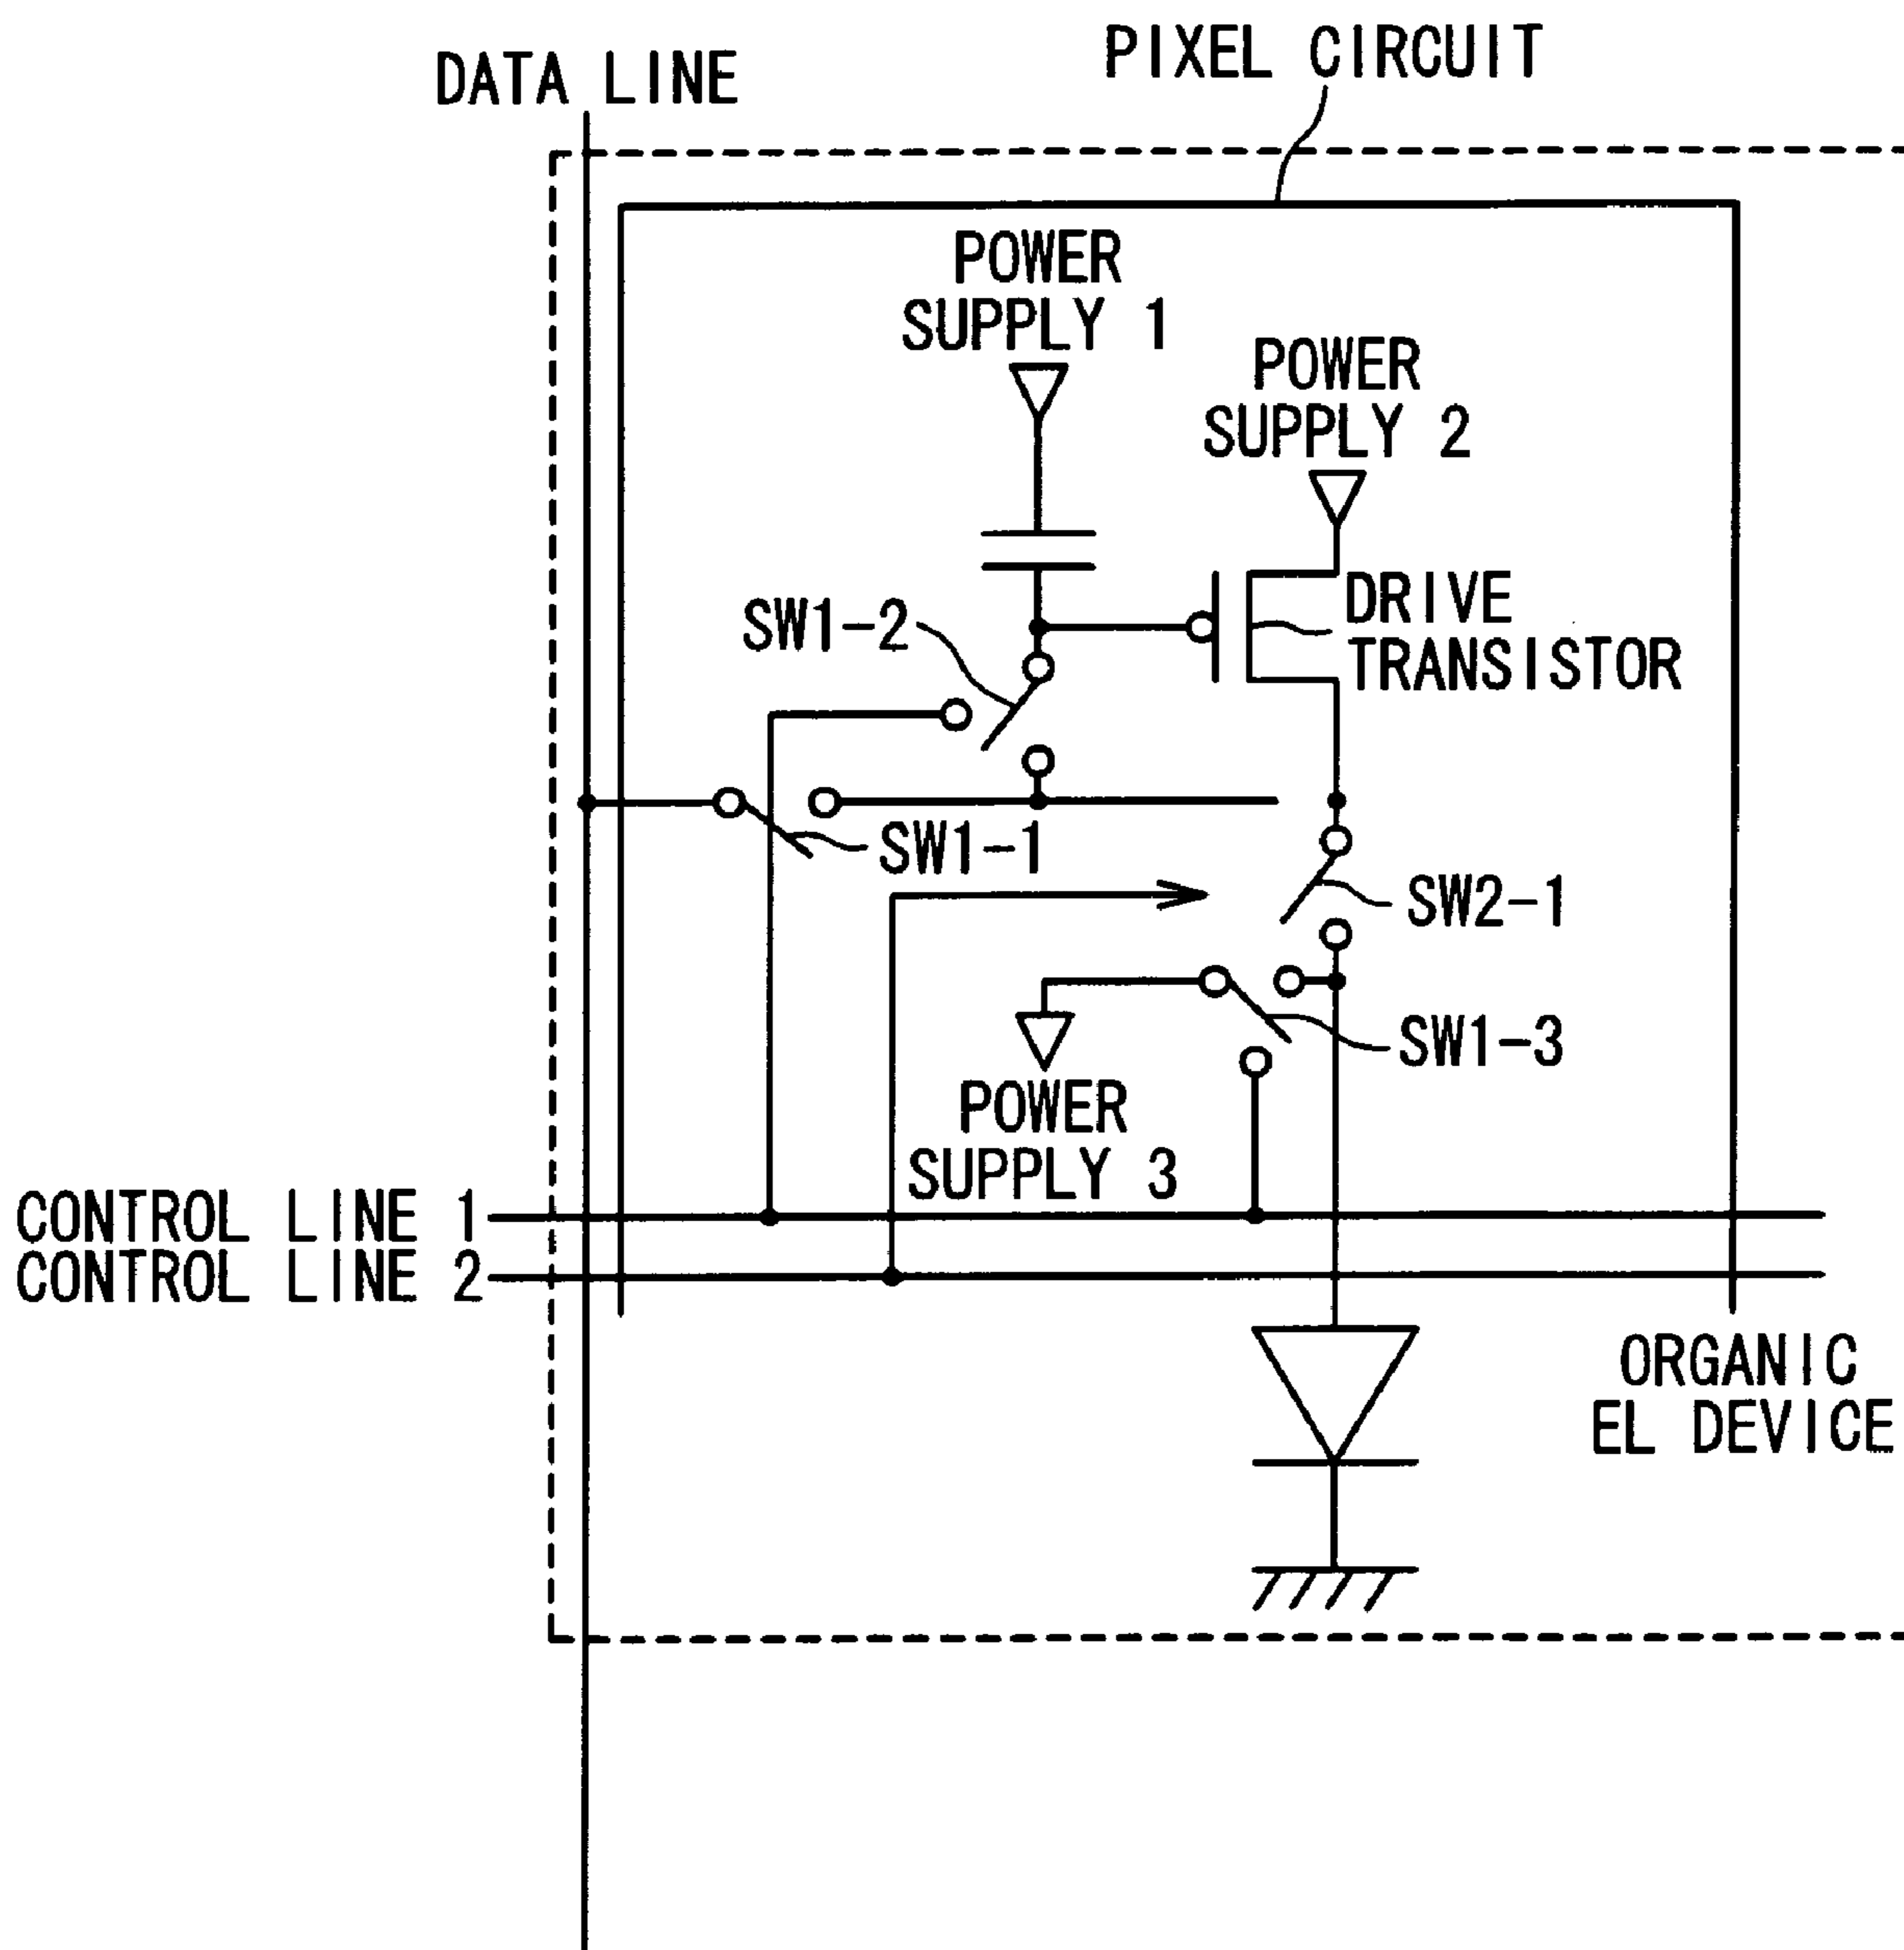 PIXEL CIRCUIT
DATA LINE
POWER
SUPPLY 1
POWER
SUPPLY 2
DRIVE
TRANSISTOR
SW1-2
SW1-1
SW2-1
SW1-3
POWER
SUPPLY 3
CONTROL LINE 1
CONTROL LINE 2
ORGANIC
EL DEVICE